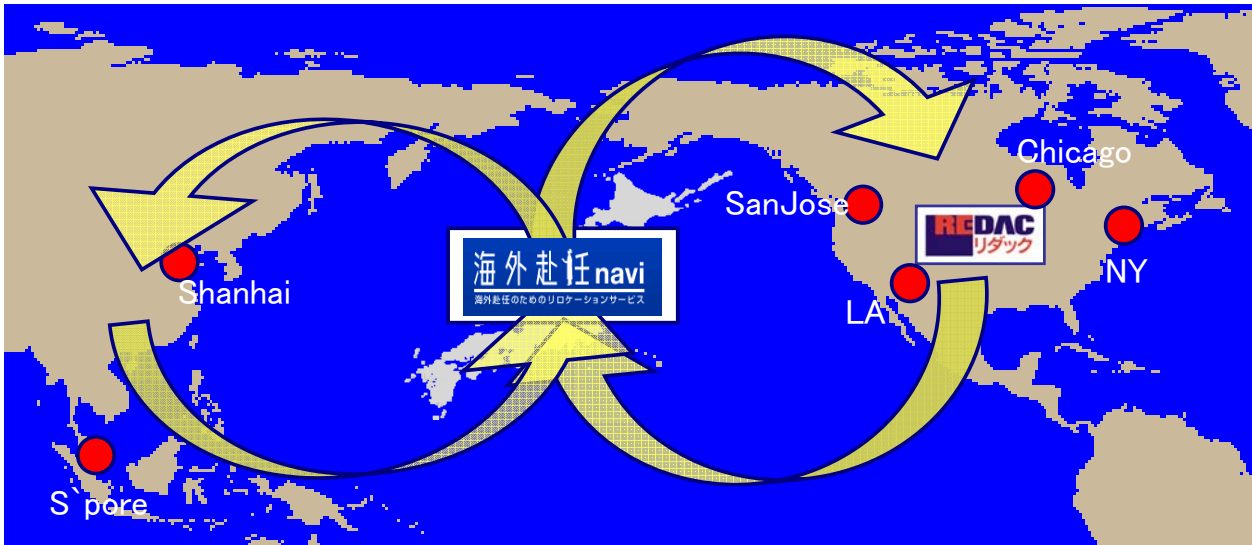 Chicago
SanJose
REDAC
リダック
海外赴任navi
海外赴任のためのリロケーションサービス
NY
Shanhai
LA
S`pore